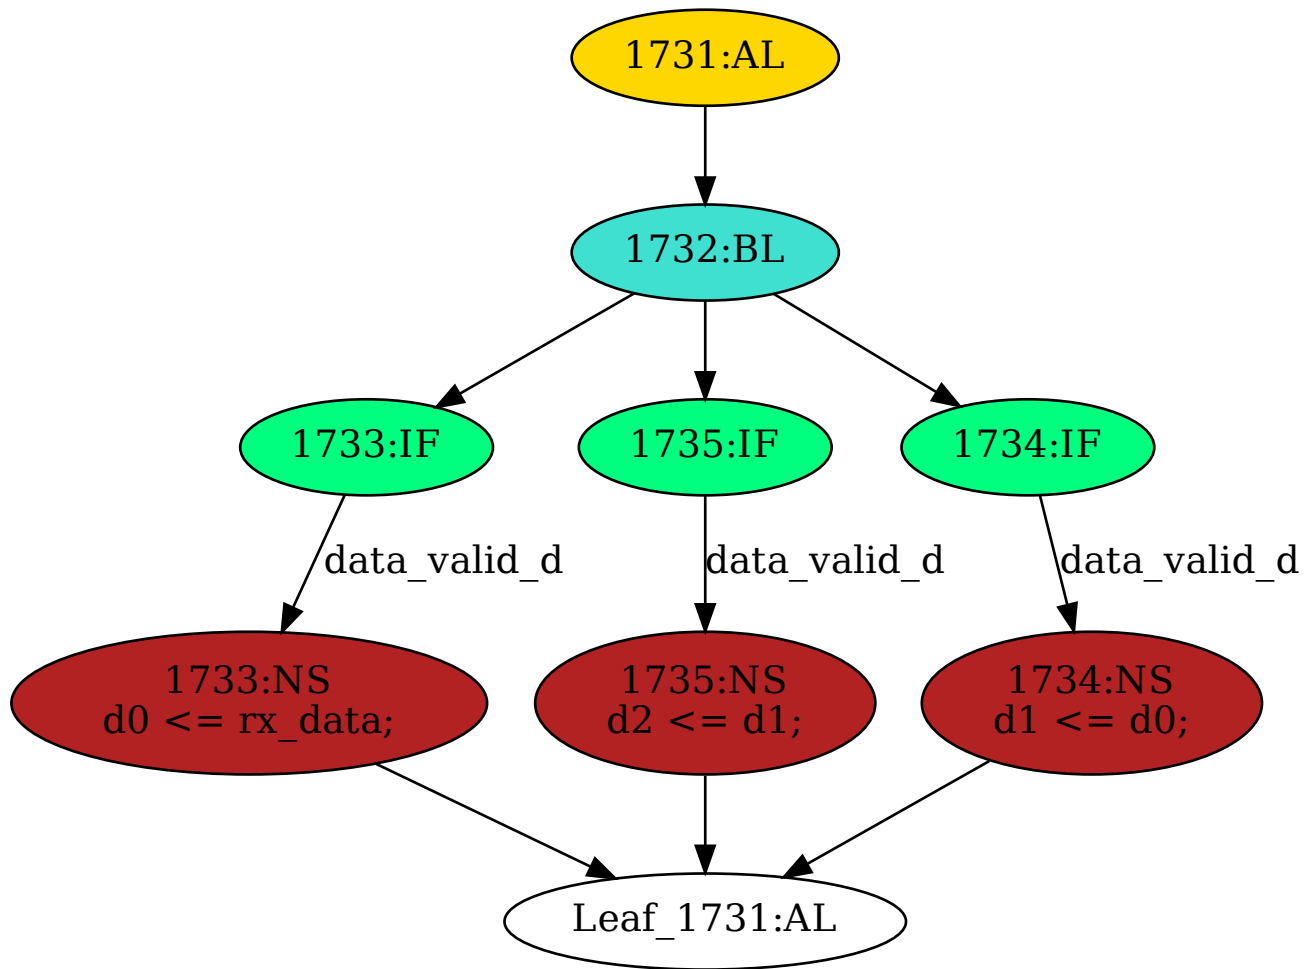 1731:AL
1732:BL
1733:IF
1735:IF
1734:IF
data_valid_d
data_valid_d
data_valid_d
1733:NS
d0 <= rx_data;
1735:NS
d2 <= d1;
1734:NS
d1 <= d0;
Leaf_1731:AL